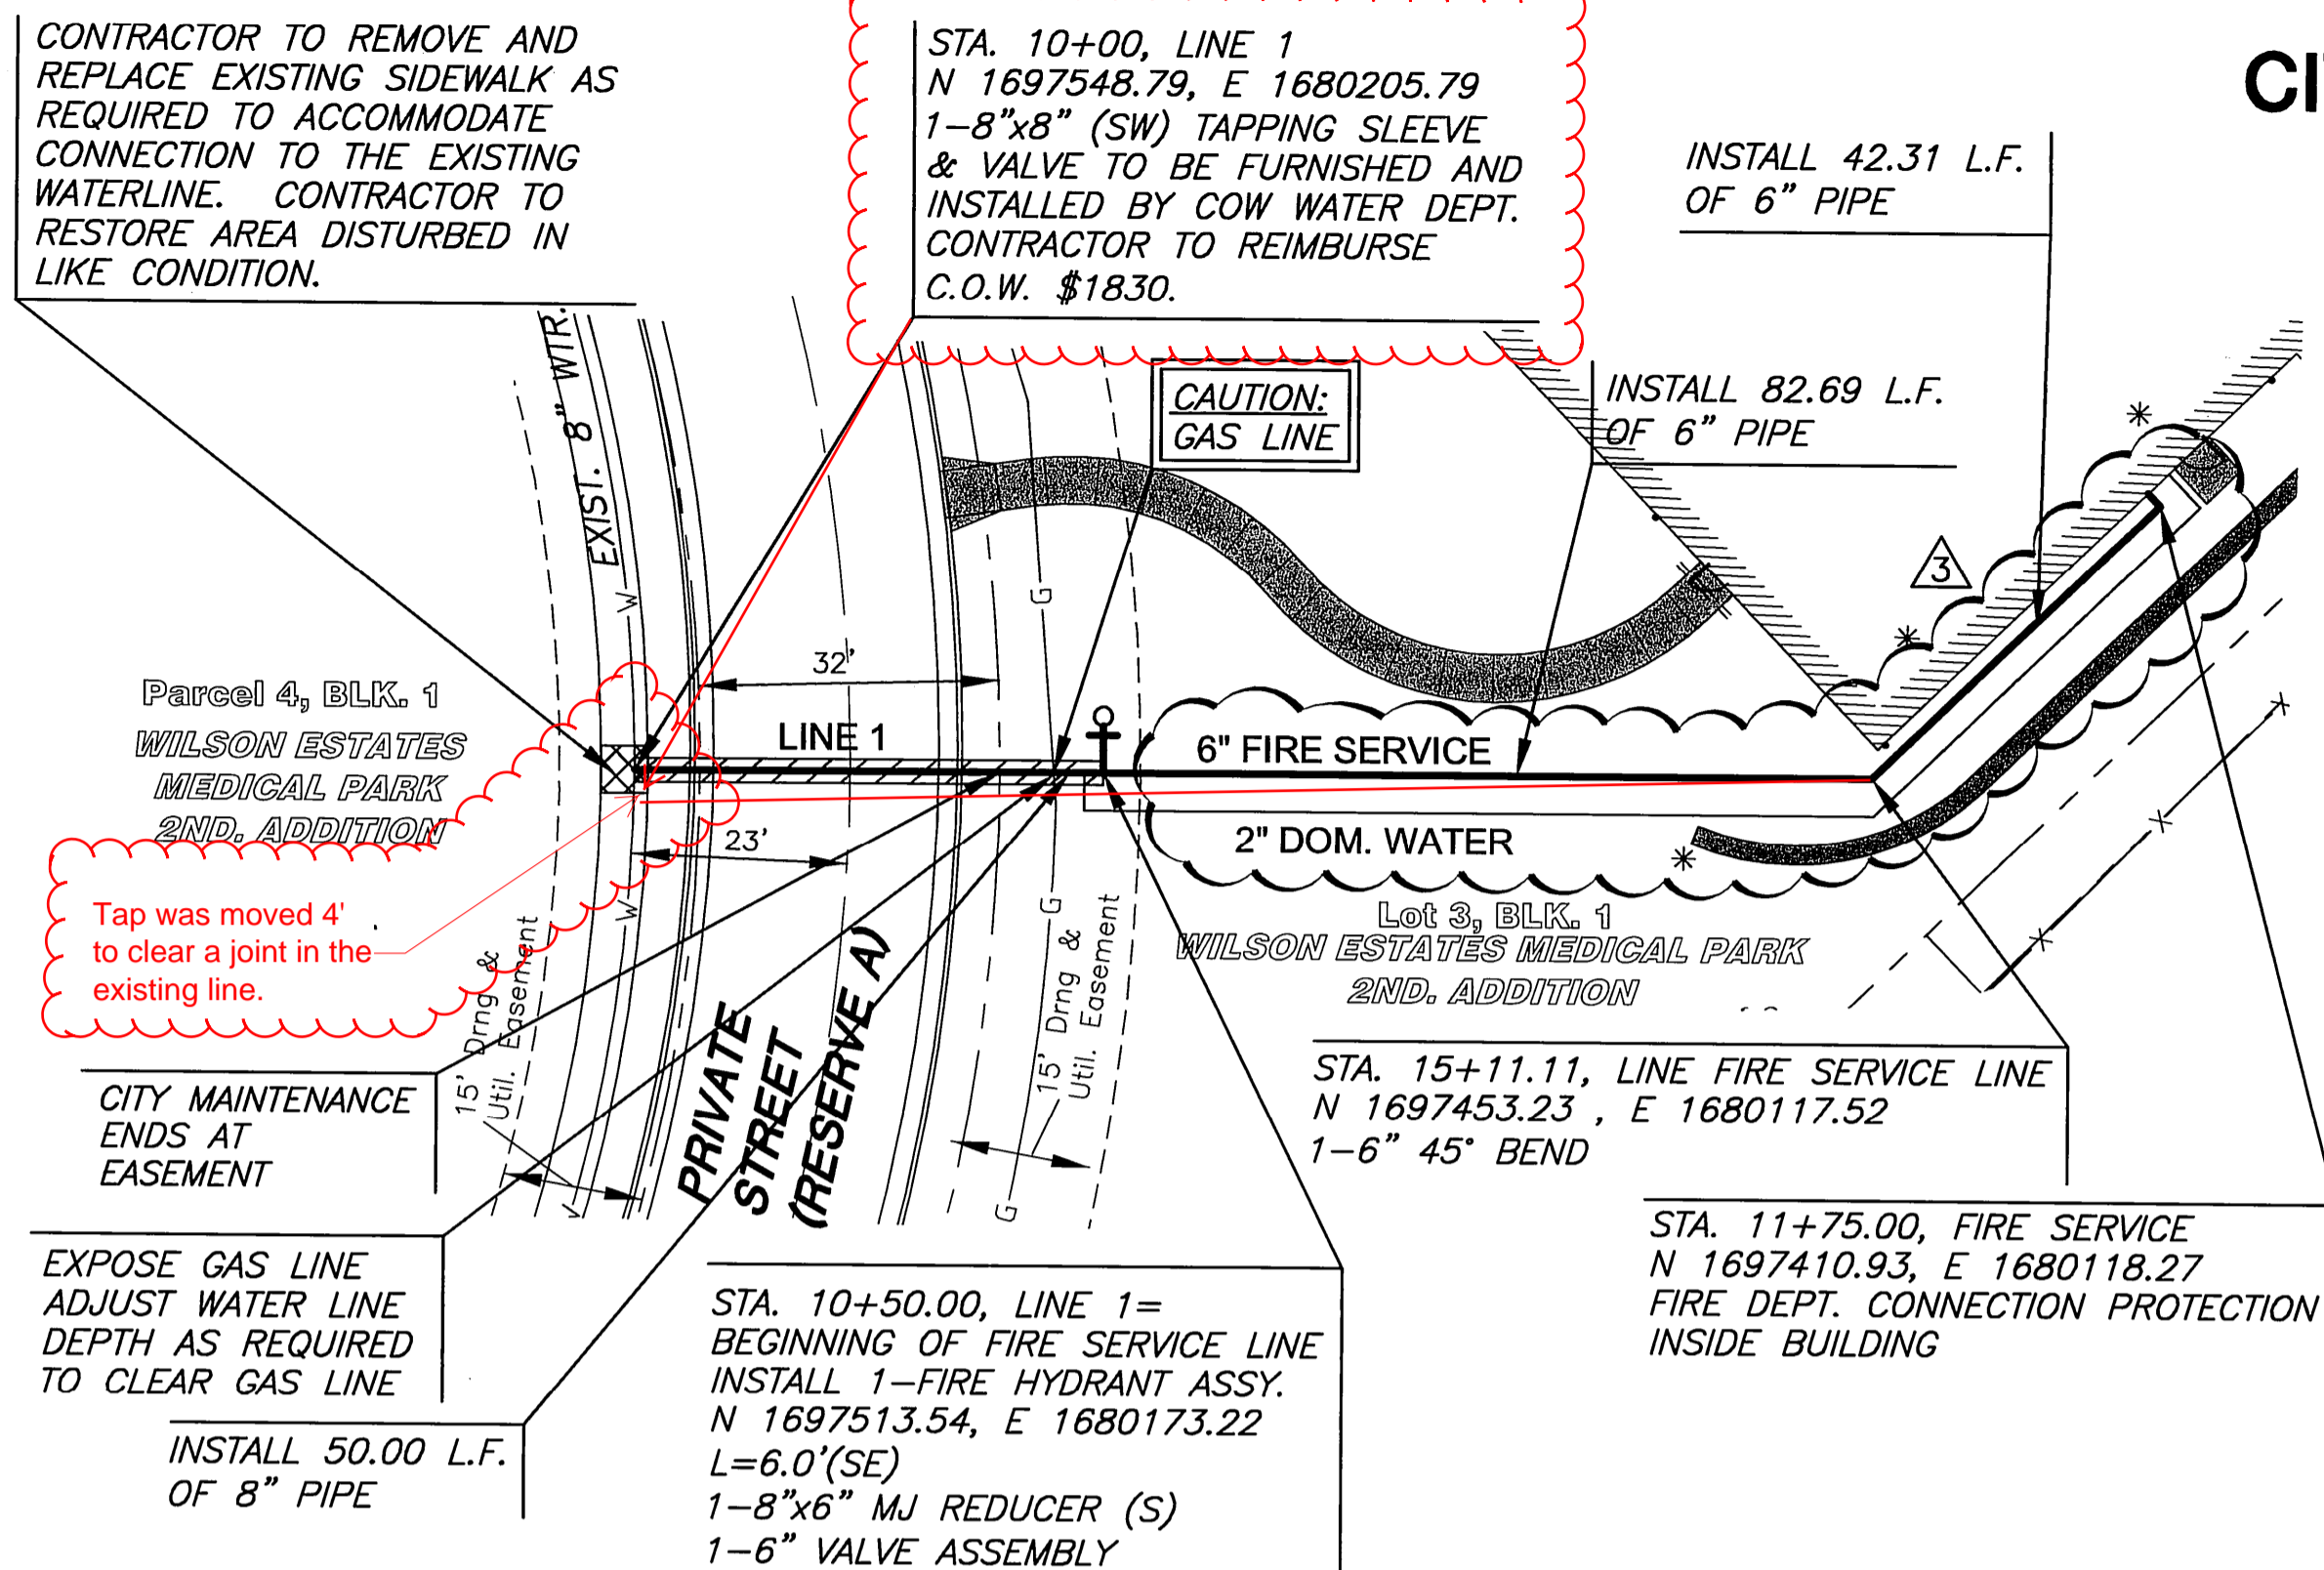 CONTRACTOR TO REMOVE AND
REPLACE EXISTING SIDEWALK AS
REQUIRED TO ACCOMMODATE
CONNECTION TO THE EXISTING
WATERLINE. CONTRACTOR TO
RESTORE AREA DISTURBED IN
LIKE CONDITION.
STA. 10+00, LINE 1
N 1697548.79, E 1680205.79
1-8"x8" (SW) TAPPING SLEEVE
& VALVE TO BE FURNISHED AND
INSTALLED BY COW WATER DEPT.
CONTRACTOR TO REIMBURSE
C.O.W. $1830.
INSTALL 42.31 L.F.
OF 6" PIPE
CAUTION:
GAS LINE
INSTALL 82.69 L.F.
OF 6" PIPE
EXIST. 8" WTR.
W
G
3
32'
LINE 1
6" FIRE SERVICE
Parcel 4, BLK. 1
WILSON ESTATES
MEDICAL PARK
2ND. ADDITION
23'
2" DOM. WATER
W
G
Tap was moved 4'
to clear a joint in the
existing line.
15' Drng &
Util. Easement
PRIVATE
STREET
(RESERVE A)
15' Drng &
Util. Easement
G
Lot 3, BLK. 1
WILSON ESTATES MEDICAL PARK
2ND. ADDITION
CITY MAINTENANCE
ENDS AT
EASEMENT
STA. 15+11.11, LINE FIRE SERVICE LINE
N 1697453.23 , E 1680117.52
1-6" 45° BEND
EXPOSE GAS LINE
ADJUST WATER LINE
DEPTH AS REQUIRED
TO CLEAR GAS LINE
STA. 11+75.00, FIRE SERVICE
N 1697410.93, E 1680118.27
FIRE DEPT. CONNECTION PROTECTION
INSIDE BUILDING
INSTALL 50.00 L.F.
OF 8" PIPE
STA. 10+50.00, LINE 1=
BEGINNING OF FIRE SERVICE LINE
INSTALL 1-FIRE HYDRANT ASSY.
N 1697513.54, E 1680173.22
L=6.0'(SE)
1-8"x6" MJ REDUCER (S)
1-6" VALVE ASSEMBLY